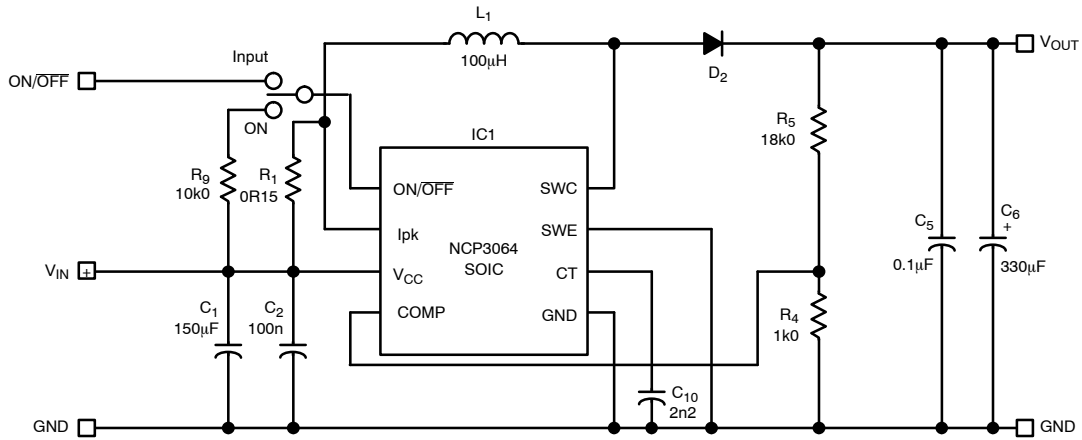 L1
100μH
Input
ON/OFF
ON
D2
VOUT
IC1
R5
18k0
R9
10k0
R1
0R15
ON/OFF
SWC
Ipk
SWE
NCP3064
SOIC
VIN
+
VCC
CT
COMP
GND
C5
0.1μF
C6
+
330μF
C1
150μF
C2
100n
R4
1k0
C10
2n2
GND
GND